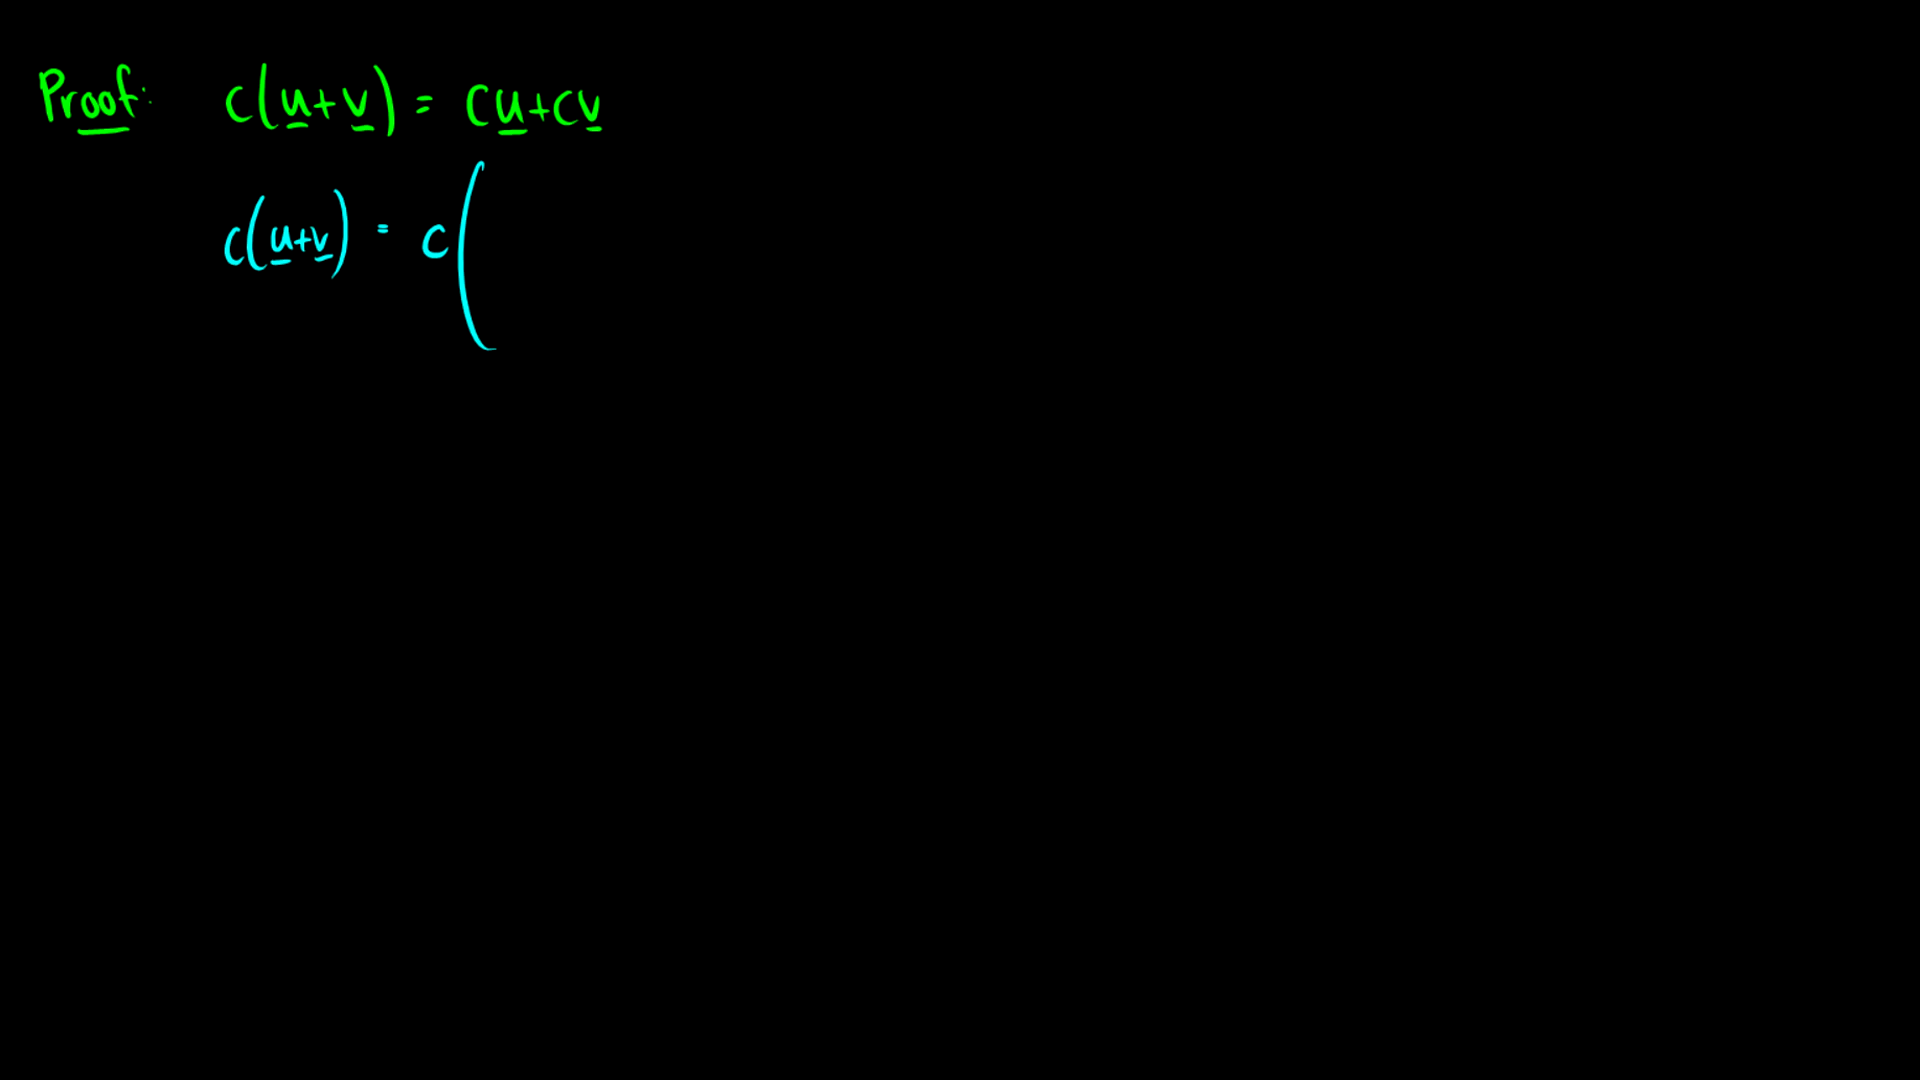 Proof: c(u+v) = cu+cv
c(u+v) = c(